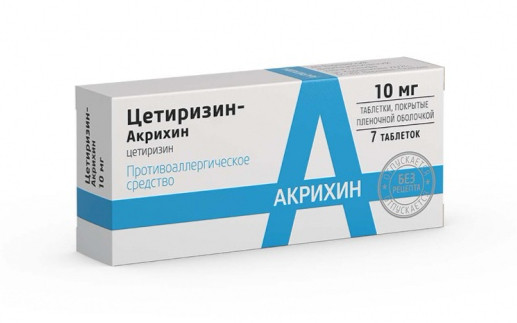 Цетиризин-
Акрихин
цетиризин
Противоаллергическое
средство
АКРИХИН
10 мг
ТАБЛЕТКИ, ПОКРЫТЫЕ
ПЛЕНОЧНОЙ ОБОЛОЧКОЙ
7 ТАБЛЕТОК
БЕЗ
РЕЦЕПТА
Цетиризин-
Акрихин
10 мг